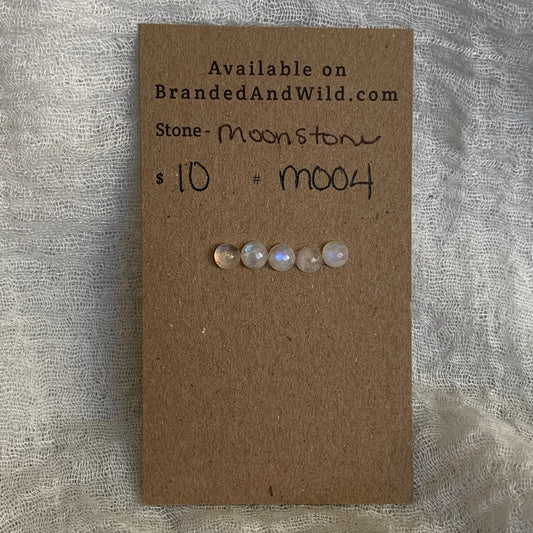 Available on
BrandedAndWild.com
Stone - Moonstone
$ 10 # M004